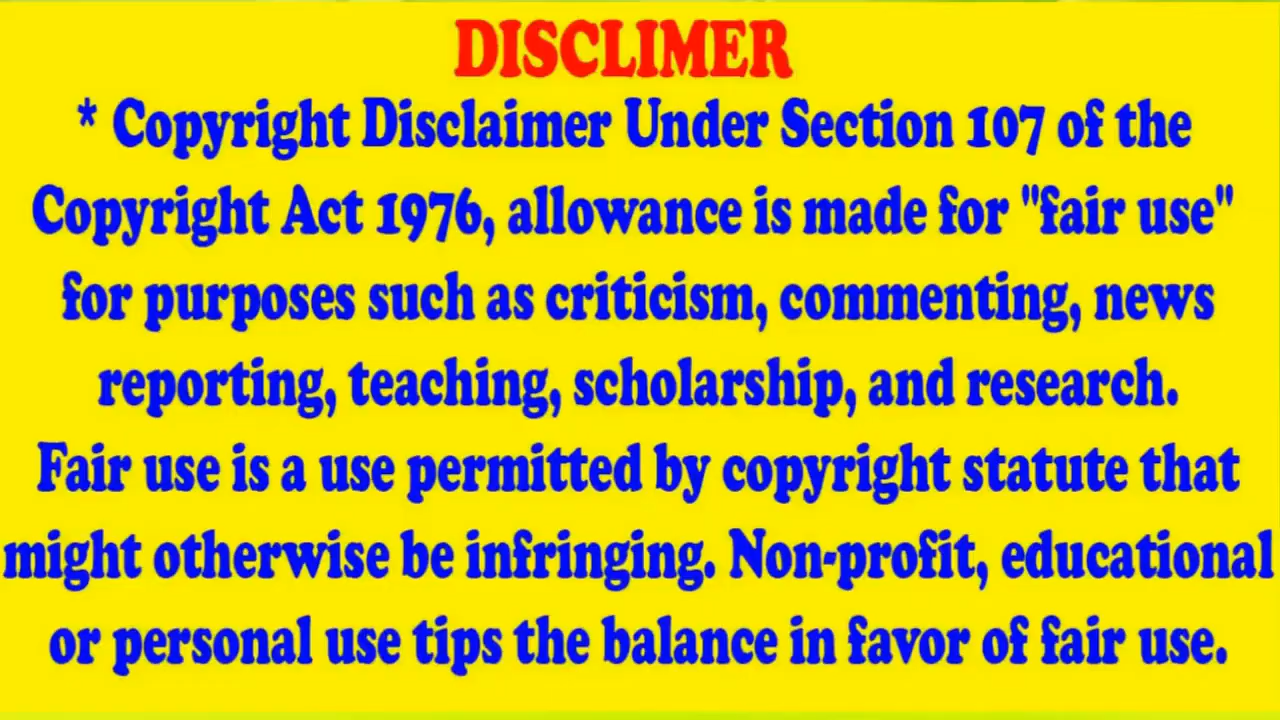 DISCLIMER
* Copyright Disclaimer Under Section 107 of the
Copyright Act 1976, allowance is made for "fair use"
for purposes such as criticism, commenting, news
reporting, teaching, scholarship, and research.
Fair use is a use permitted by copyright statute that
might otherwise be infringing. Non-profit, educational
or personal use tips the balance in favor of fair use.